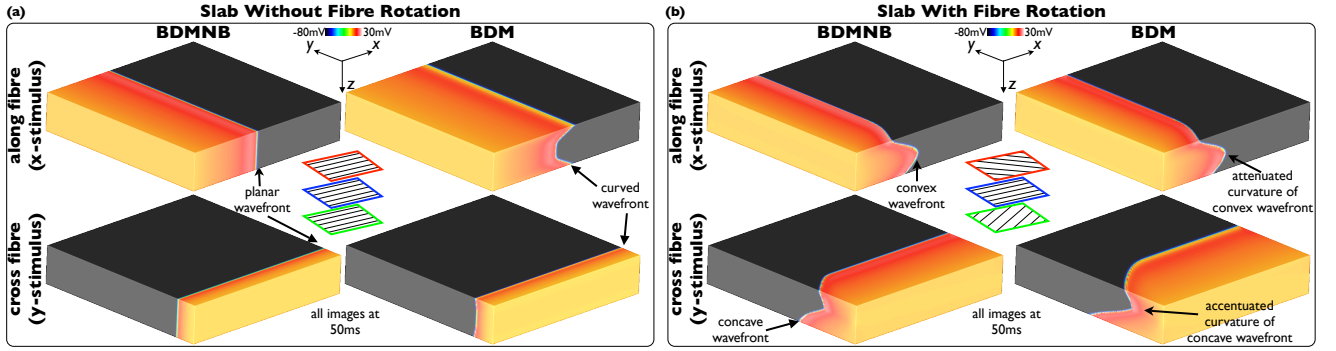 (a)
Slab Without Fibre Rotation
BDMNB
-80mV 30mV
BDM
y
x
z
along fibre
(x-stimulus)
planar
wavefront
curved
wavefront
cross fibre
(y-stimulus)
all images at
50ms
(b)
Slab With Fibre Rotation
BDMNB
-80mV 30mV
BDM
y
x
z
along fibre
(x-stimulus)
convex
wavefront
attenuated
curvature of
convex wavefront
cross fibre
(y-stimulus)
concave
wavefront
all images at
50ms
accentuated
curvature of
concave wavefront